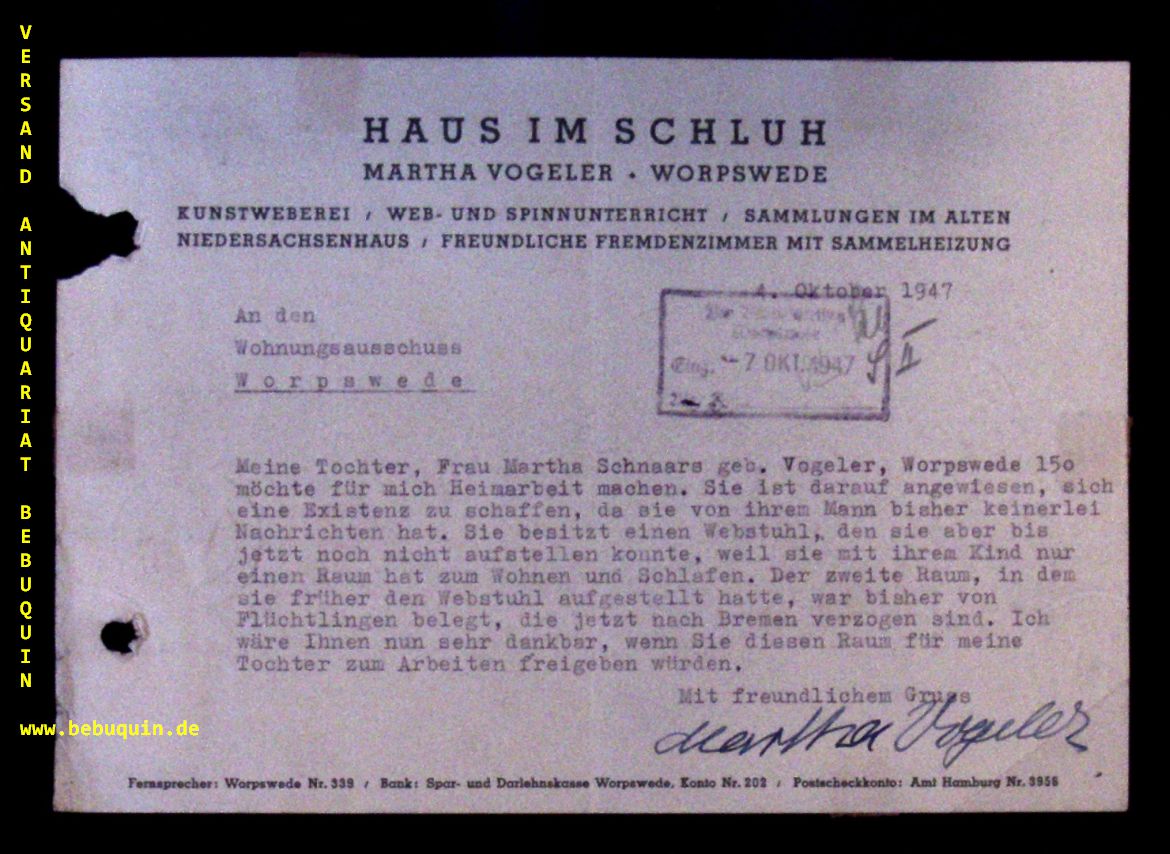 VERSAND ANTIQUARIAT BEBUQUIN
www.bebuquin.de
HAUS IM SCHLUH
MARTHA VOGELER • WORPSWEDE
KUNSTWEBEREI / WEB- UND SPINNUNTERRICHT / SAMMLUNGEN IM ALTEN
NIEDERSACHSENHAUS / FREUNDLICHE FREMDENZIMMER MIT SAMMELHEIZUNG
4. Oktober 1947
An den
Wohnungsausschuss
Worpswede
Eing. 7 OKT. 1947
II
Meine Tochter, Frau Martha Schnaars geb. Vogeler, Worpswede 15o
möchte für mich Heimarbeit machen. Sie ist darauf angewiesen, sich
eine Existenz zu schaffen, da sie von ihrem Mann bisher keinerlei
Nachrichten hat. Sie besitzt einen Webstuhl, den sie aber bis
jetzt noch nicht aufstellen konnte, weil sie mit ihrem Kind nur
einen Raum hat zum Wohnen und Schlafen. Der zweite Raum, in dem
sie früher den Webstuhl aufgestellt hatte, war bisher von
Flüchtlingen belegt, die jetzt nach Bremen verzogen sind. Ich
wäre Ihnen nun sehr dankbar, wenn Sie diesen Raum für meine
Tochter zum Arbeiten freigeben würden.
Mit freundlichem Gruss
Martha Vogeler
Fernsprecher: Worpswede Nr. 339 / Bank: Spar- und Darlehnskasse Worpswede, Konto Nr. 202 / Postscheckkonto: Amt Hamburg Nr. 3956